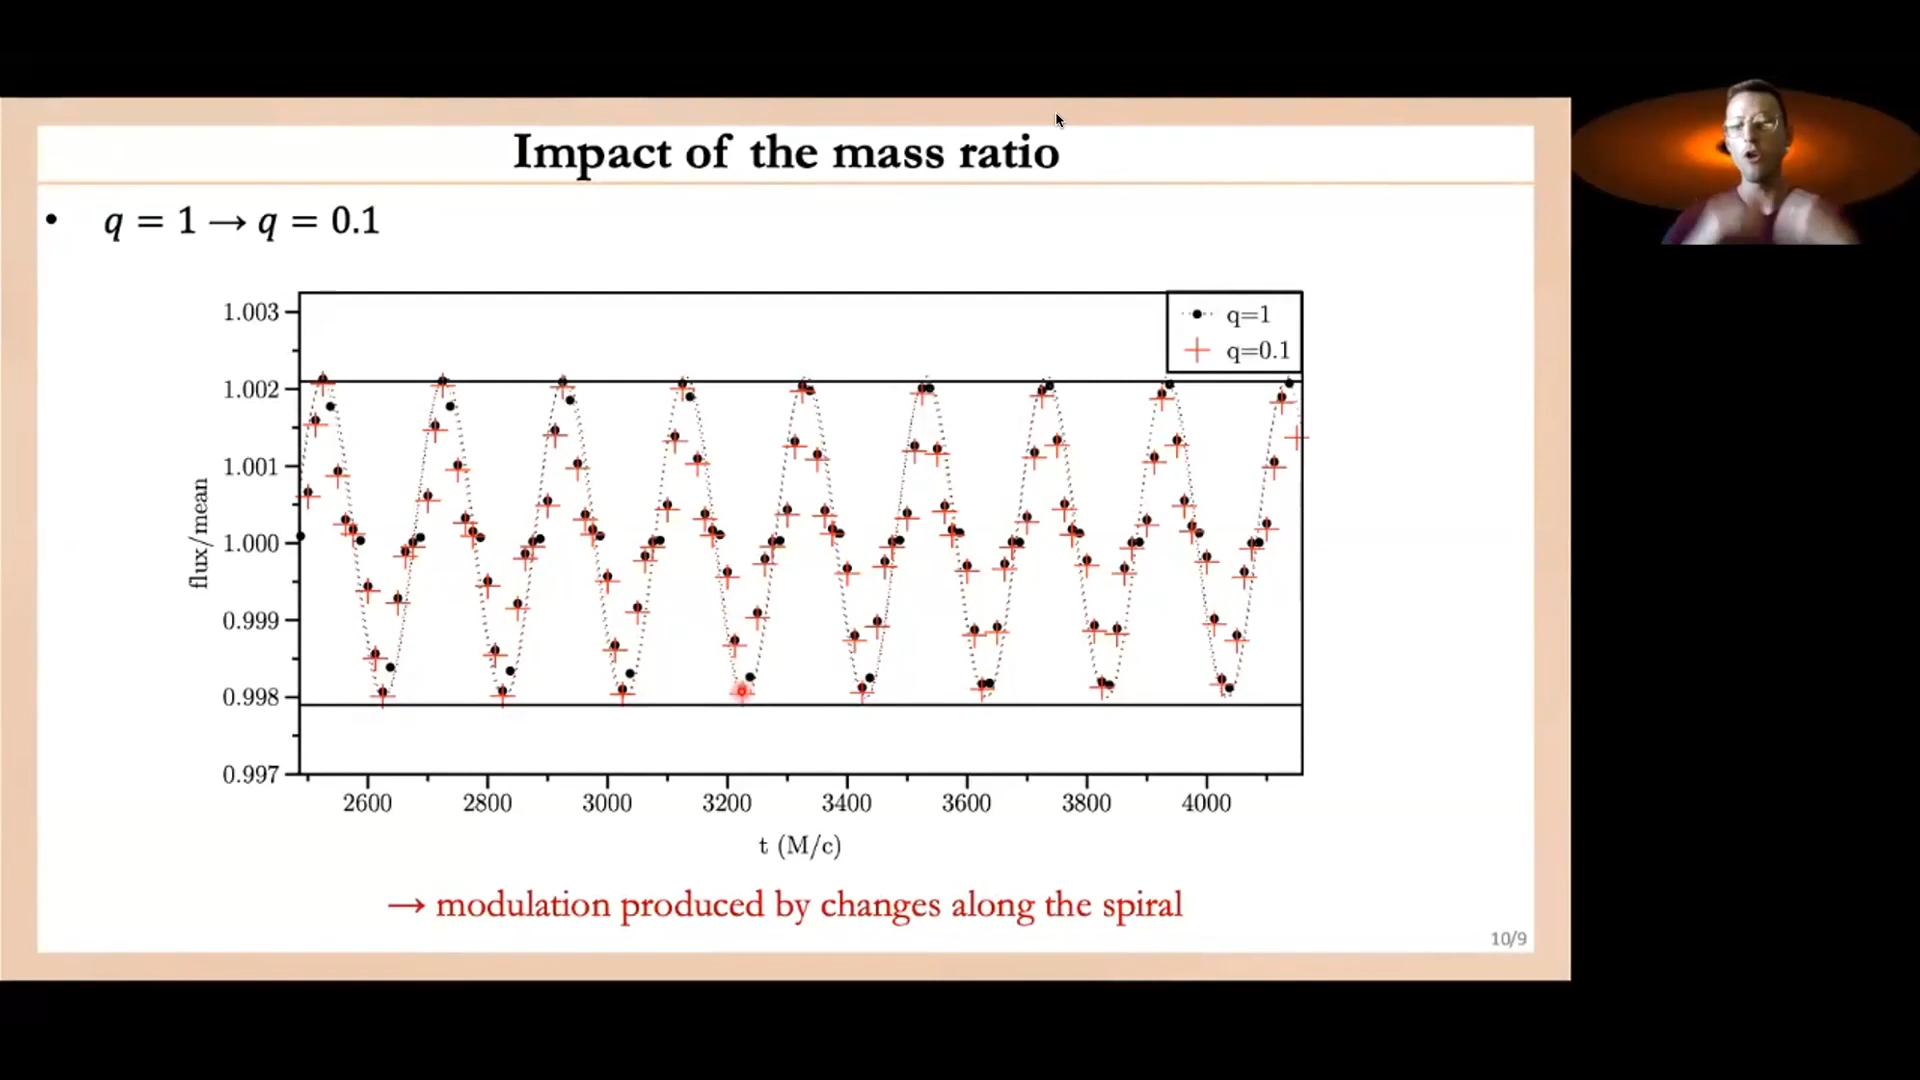 Impact of the mass ratio
• q = 1 → q = 0.1
1.003
1.002
1.001
1.000
0.999
0.998
0.997
flux/mean
q=1
q=0.1
2600 2800 3000 3200 3400 3600 3800 4000
t (M/c)
→ modulation produced by changes along the spiral
10/9